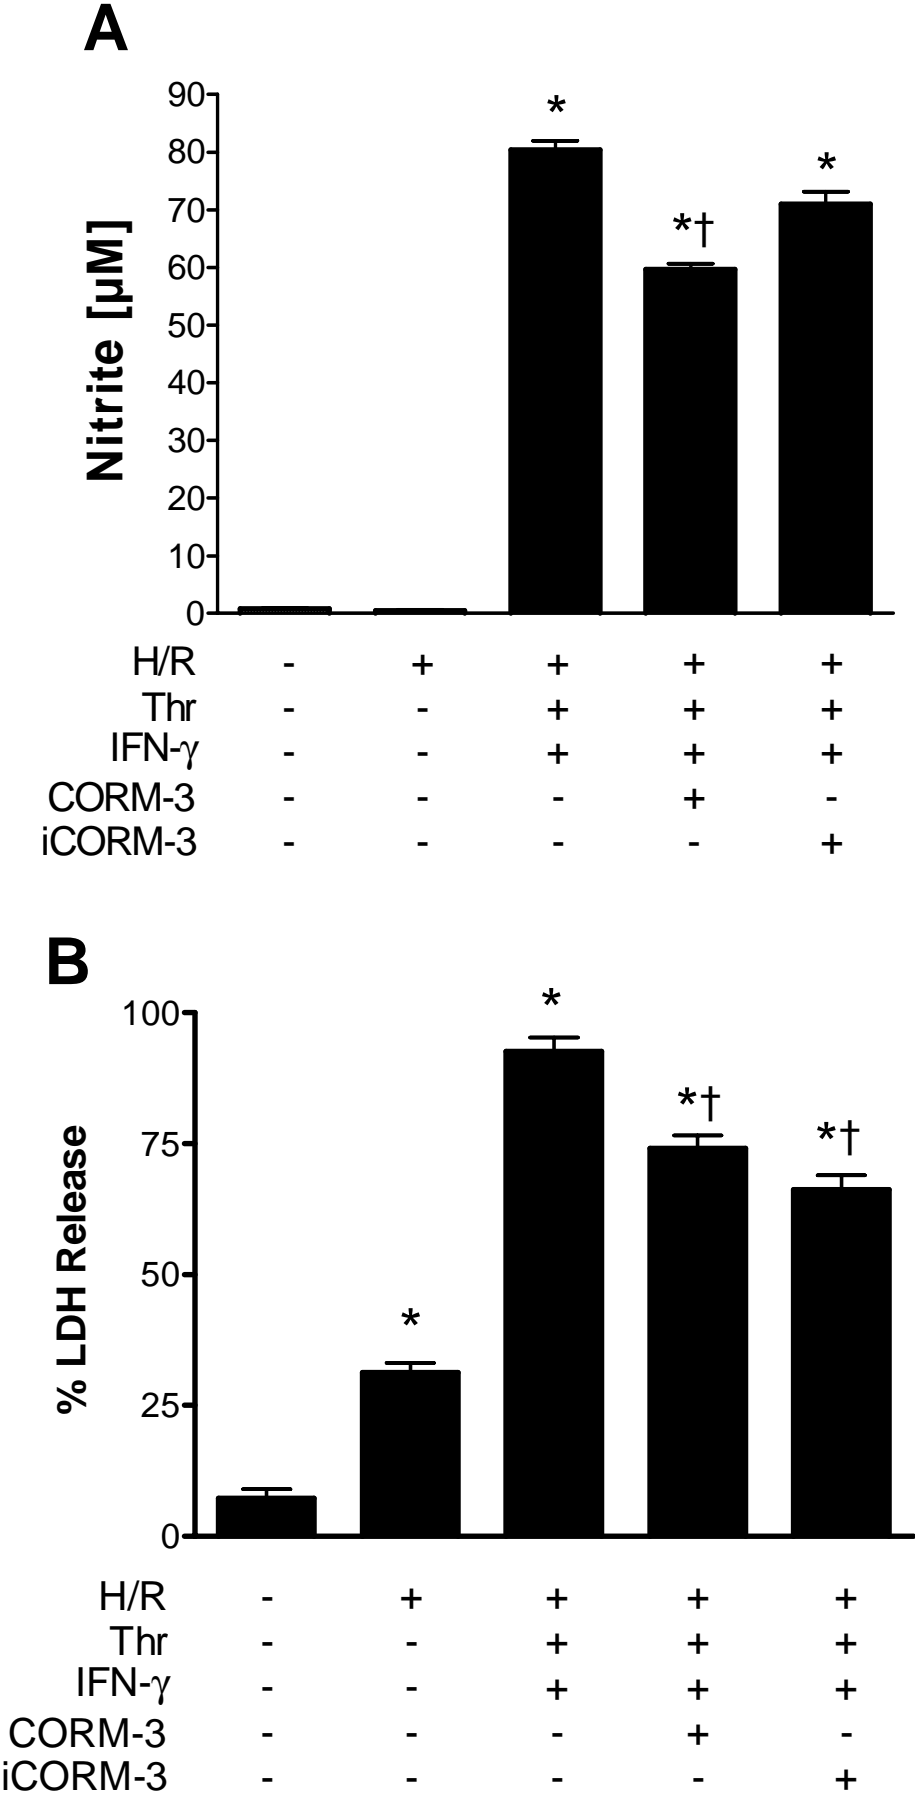 A
90
80
70
60
50
40
30
20
10
0
Nitrite [µM]
*
*†
*
H/R - + + + +
Thr - - + + +
IFN-γ - - + + +
CORM-3 - - - + -
iCORM-3 - - - - +
B
100
75
50
25
0
% LDH Release
*
*
*†
*†
H/R - + + + +
Thr - - + + +
IFN-γ - - + + +
CORM-3 - - - + -
iCORM-3 - - - - +